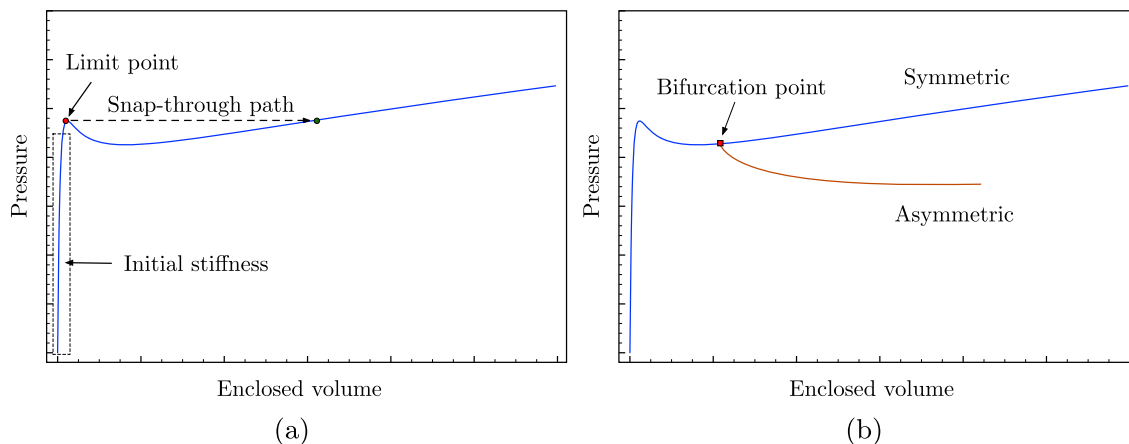 Limit point
Snap-through path
Initial stiffness
Pressure
Enclosed volume
(a)
Symmetric
Bifurcation point
Asymmetric
Pressure
Enclosed volume
(b)